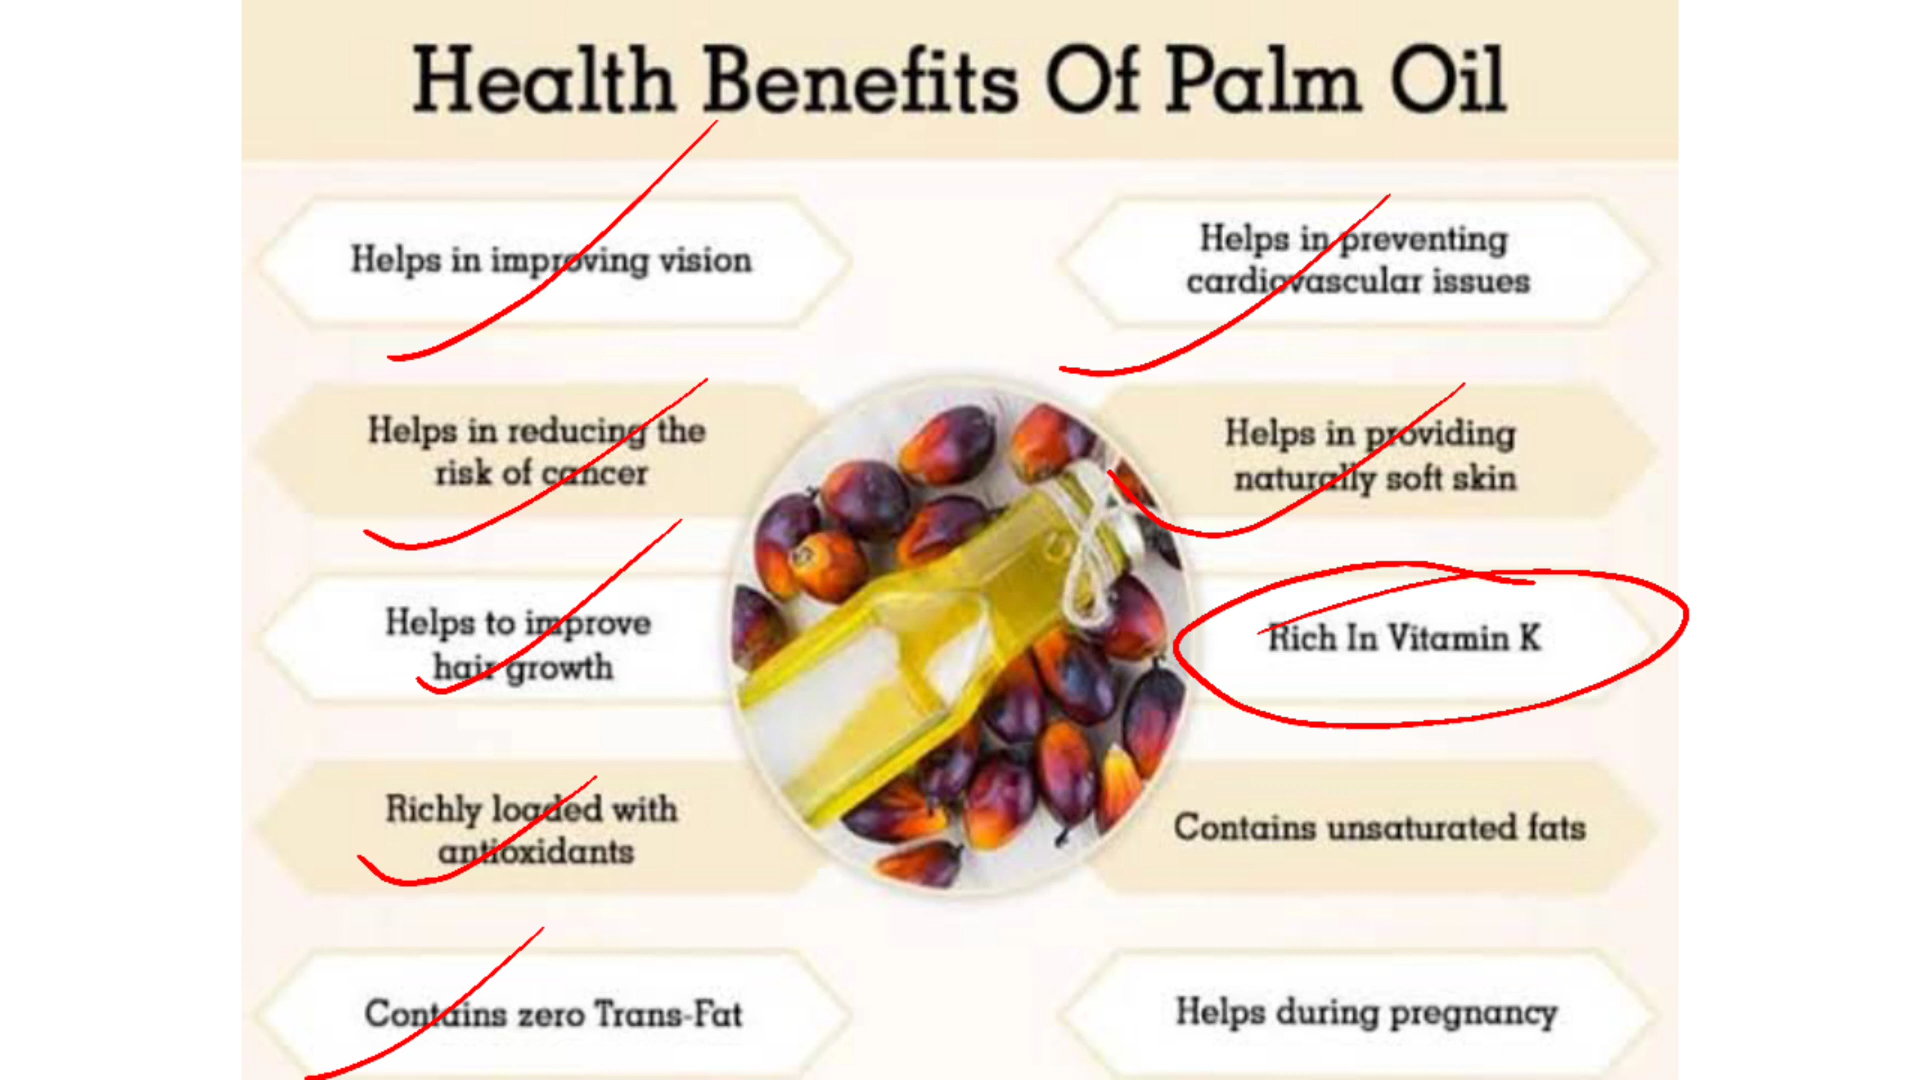 Health Benefits Of Palm Oil
Helps in improving vision
Helps in reducing the
risk of cancer
Helps to improve
hair growth
Richly loaded with
antioxidants
Contains zero Trans-Fat
Helps in preventing
cardiovascular issues
Helps in providing
naturally soft skin
Rich In Vitamin K
Contains unsaturated fats
Helps during pregnancy